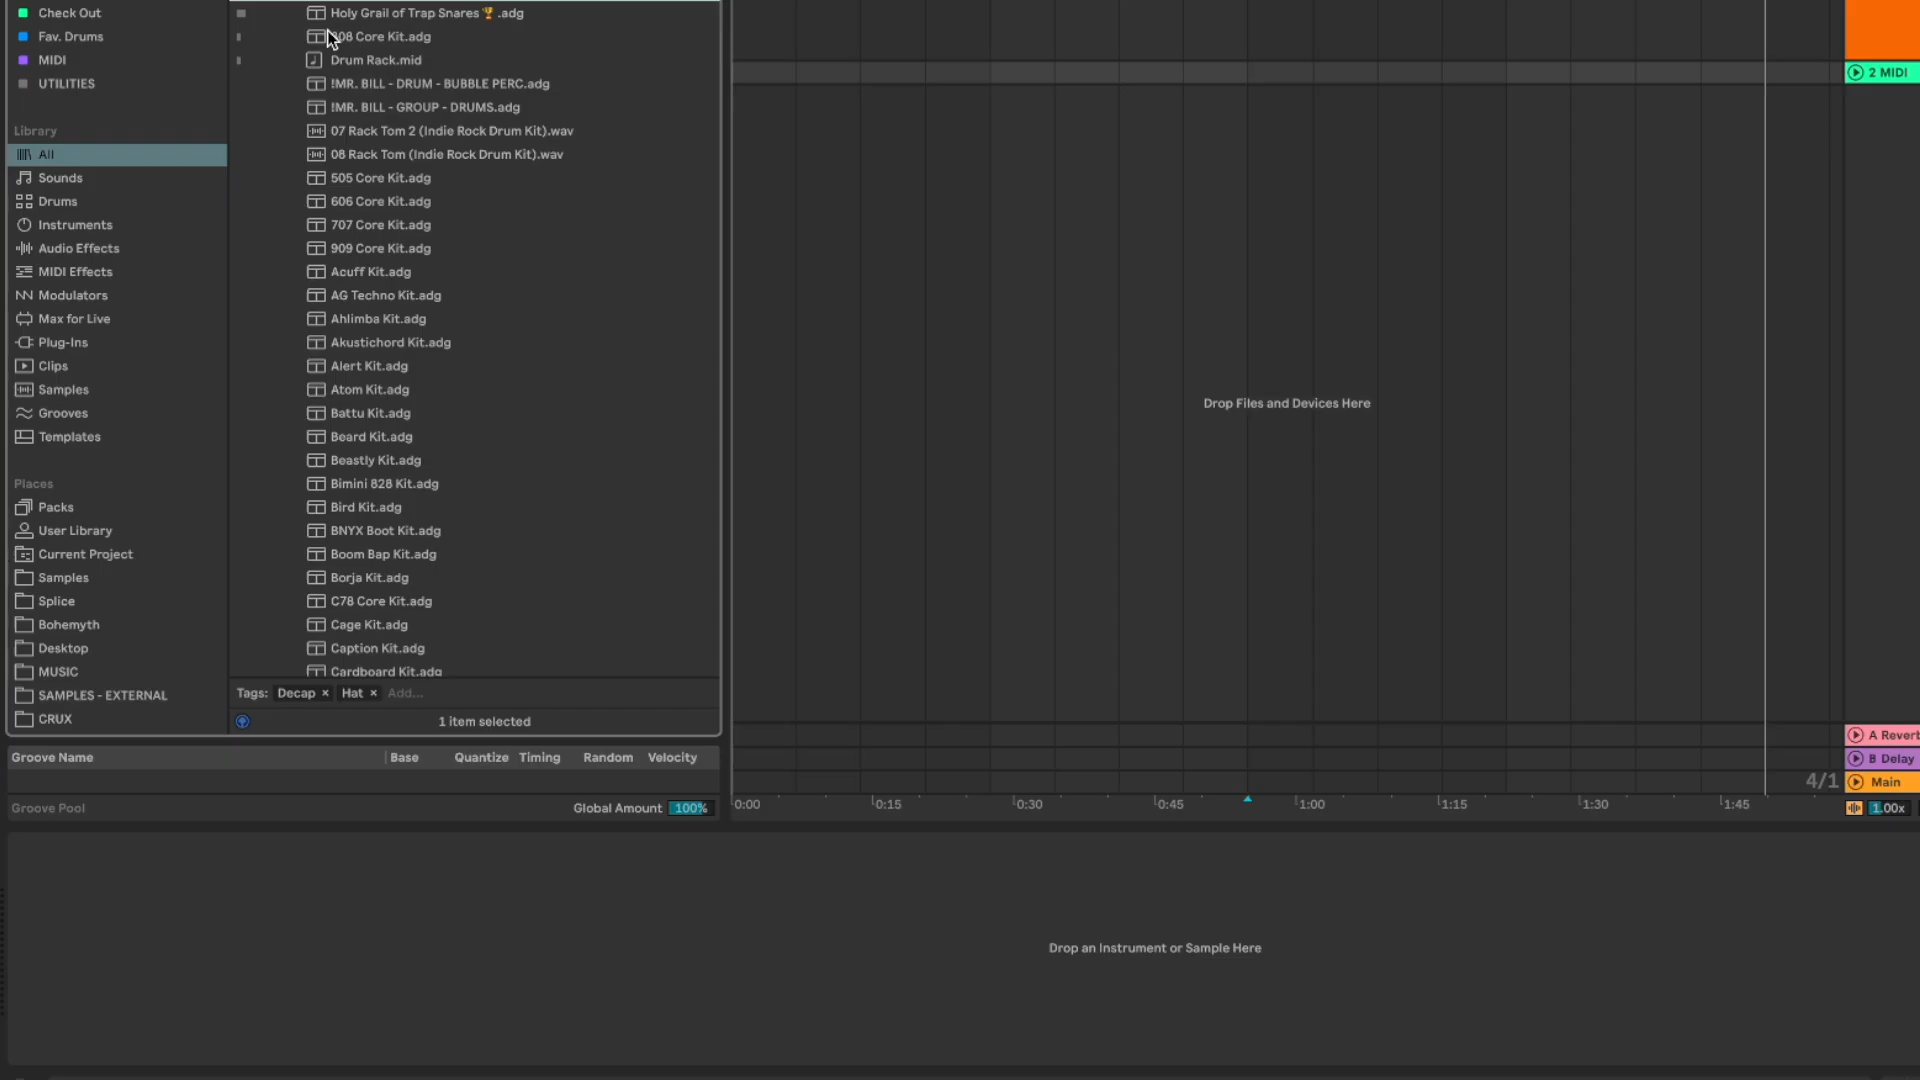 Check Out
Fav. Drums
MIDI
UTILITIES
Library
All
Sounds
Drums
Instruments
Audio Effects
MIDI Effects
Modulators
Max for Live
Plug-Ins
Clips
Samples
Grooves
Templates
Places
Packs
User Library
Current Project
Samples
Splice
Bohemyth
Desktop
MUSIC
SAMPLES - EXTERNAL
CRUX
Holy Grail of Trap Snares 🏆 .adg
808 Core Kit.adg
Drum Rack.mid
!MR. BILL - DRUM - BUBBLE PERC.adg
!MR. BILL - GROUP - DRUMS.adg
07 Rack Tom 2 (Indie Rock Drum Kit).wav
08 Rack Tom (Indie Rock Drum Kit).wav
505 Core Kit.adg
606 Core Kit.adg
707 Core Kit.adg
909 Core Kit.adg
Acuff Kit.adg
AG Techno Kit.adg
Ahlimba Kit.adg
Akustichord Kit.adg
Alert Kit.adg
Atom Kit.adg
Battu Kit.adg
Beard Kit.adg
Beastly Kit.adg
Bimini 828 Kit.adg
Bird Kit.adg
BNYX Boot Kit.adg
Boom Bap Kit.adg
Borja Kit.adg
C78 Core Kit.adg
Cage Kit.adg
Caption Kit.adg
Cardboard Kit.adg
Tags: Decap × Hat × Add...
1 item selected
Groove Name Base Quantize Timing Random Velocity
Groove Pool Global Amount 100%
Drop Files and Devices Here
2 MIDI
A Revert
B Delay
4/1 Main
0:00 0:15 0:30 0:45 1:00 1:15 1:30 1:45 1.00x
Drop an Instrument or Sample Here